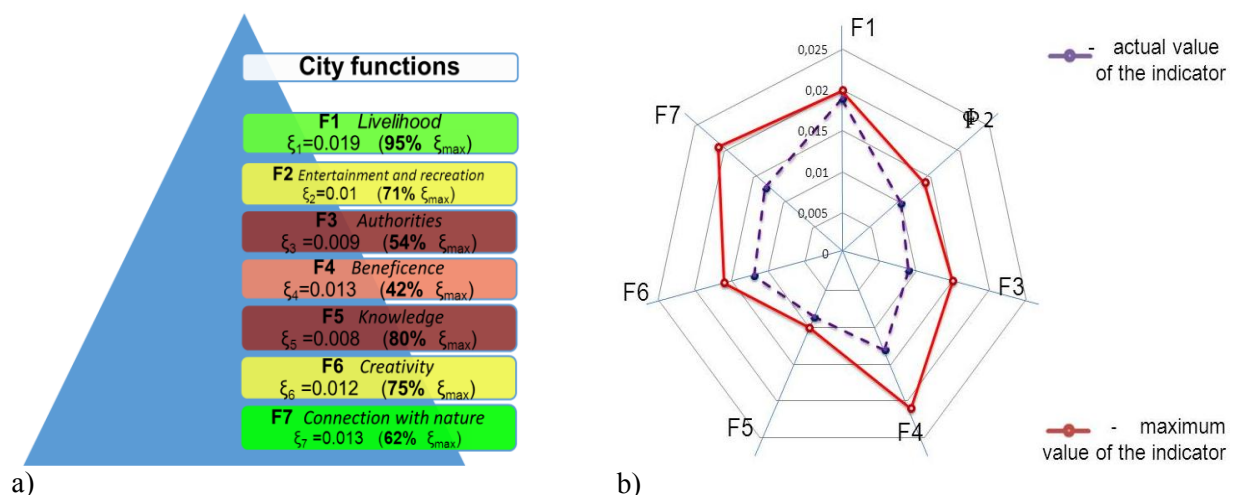 City functions
F1 Livelihood
ξ1=0.019 (95% ξmax)
F2 Entertainment and recreation
ξ2=0.01 (71% ξmax)
F3 Authorities
ξ3=0.009 (54% ξmax)
F4 Beneficence
ξ4=0.013 (42% ξmax)
F5 Knowledge
ξ5=0.008 (80% ξmax)
F6 Creativity
ξ6 =0.012 (75% ξmax)
F7 Connection with nature
ξ7 =0.013 (62% ξmax)
a)
F1
0,025
0,02
0,015
0,01
0,005
0
2
F3
F4
F5
F6
F7
- actual value
of the indicator
- maximum
value of the indicator
b)